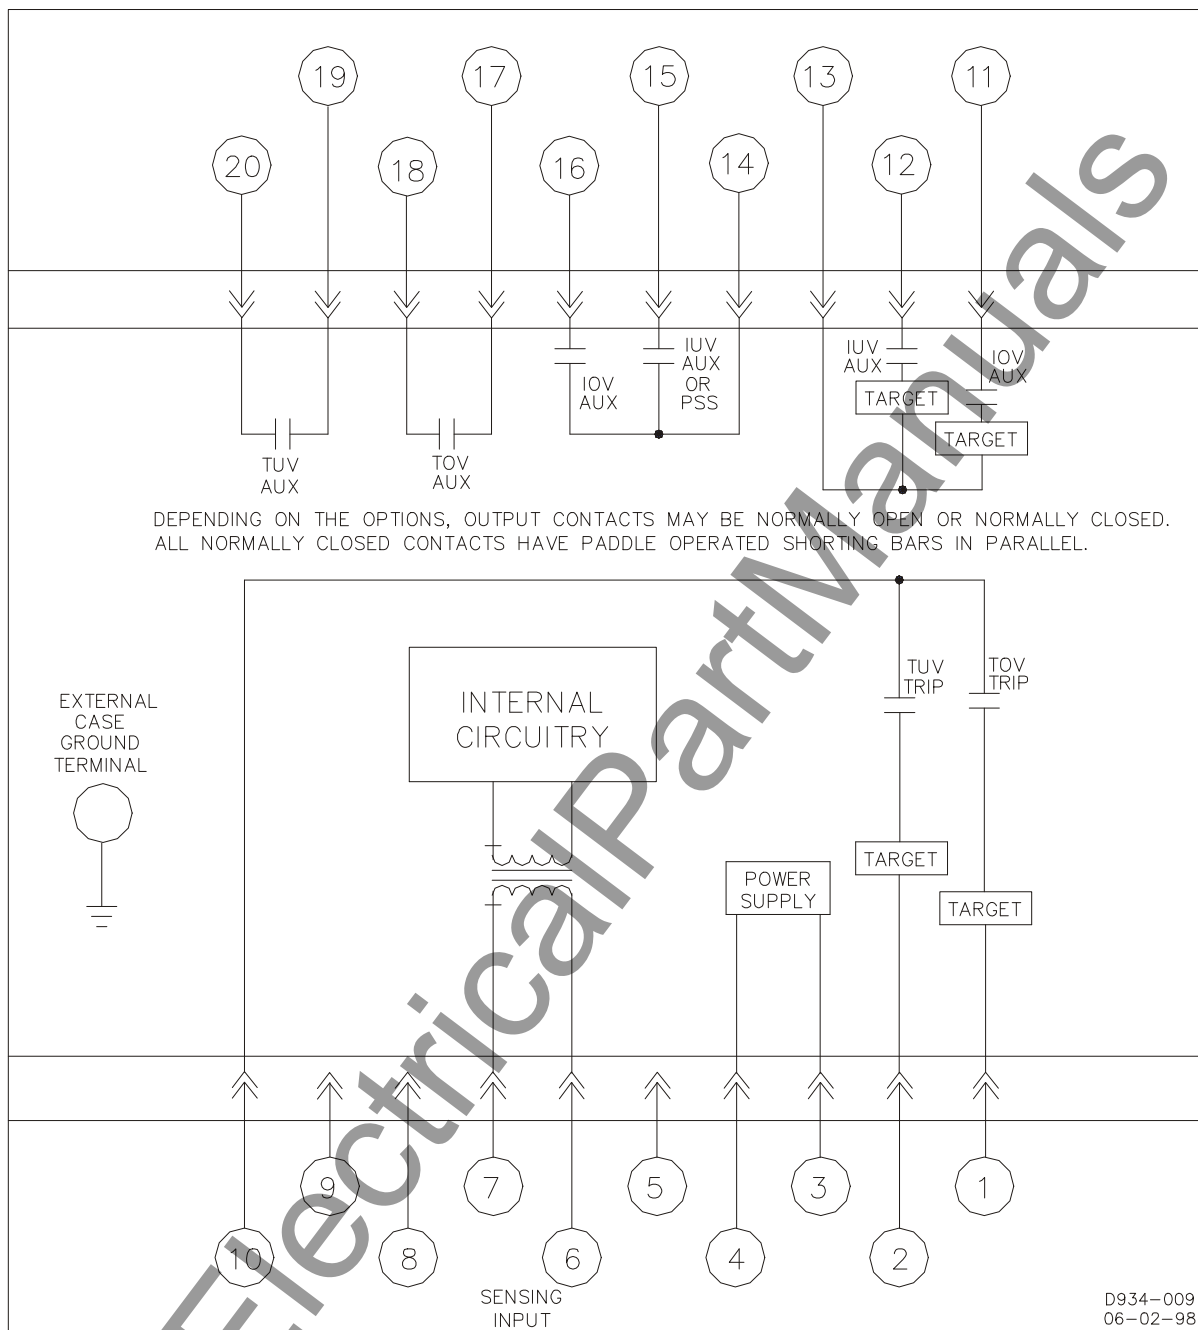 19 17 15 13 11
20 18 16 14 12
IUV
AUX
OR
PSS
IUV
AUX
IOV
AUX
IOV
AUX
TARGET
TARGET
TUV
AUX
TOV
AUX
DEPENDING ON THE OPTIONS, OUTPUT CONTACTS MAY BE NORMALLY OPEN OR NORMALLY CLOSED.
ALL NORMALLY CLOSED CONTACTS HAVE PADDLE OPERATED SHORTING BARS IN PARALLEL.
TUV
TRIP
TOV
TRIP
INTERNAL
CIRCUITRY
EXTERNAL
CASE
GROUND
TERMINAL
TARGET
POWER
SUPPLY
TARGET
9 7 5 3 1
10 8 6 4 2
SENSING
INPUT
D934-009
06-02-98
ElectricalPartManuals